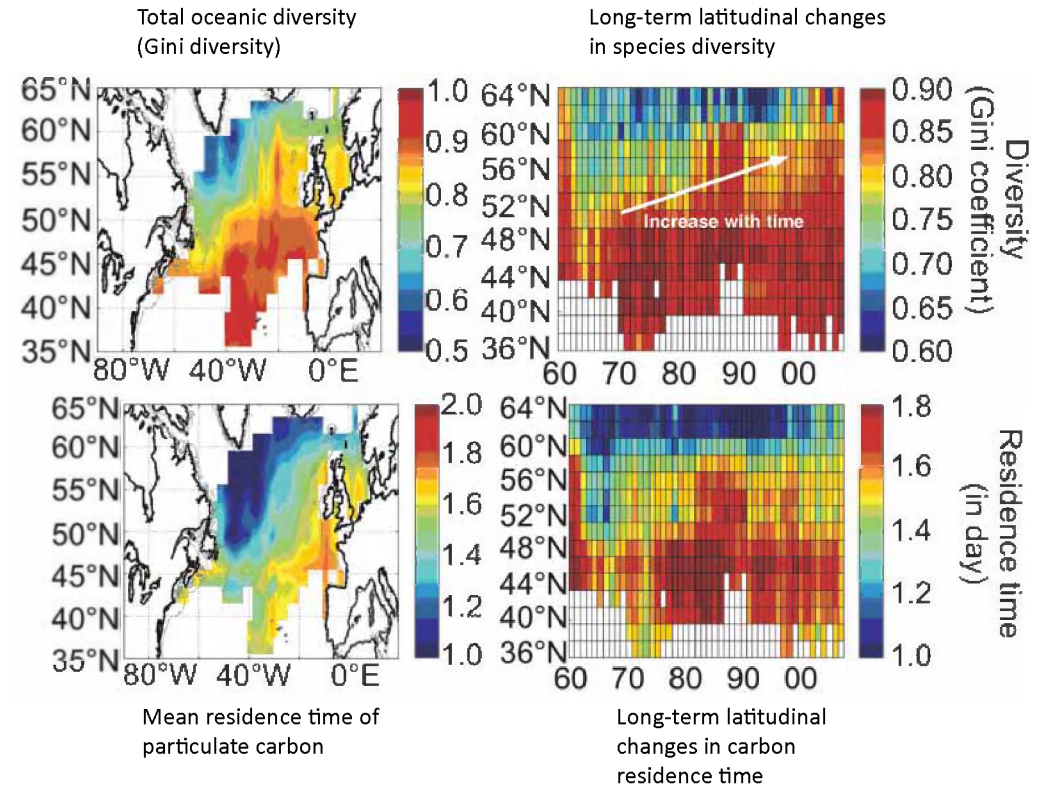 Total oceanic diversity
(Gini diversity)
Long-term latitudinal changes
in species diversity
65°N
60°N
55°N
50°N
45°N
40°N
35°N
80°W 40°W 0°E
1.0
0.9
0.8
0.7
0.6
0.5
64°N
60°N
56°N
52°N
48°N
44°N
40°N
36°N
Increase with time
60 70 80 90 00
0.90
0.85
0.80
0.75
0.70
0.65
0.60
Diversity
(Gini coefficient)
65°N
60°N
55°N
50°N
45°N
40°N
35°N
80°W 40°W 0°E
2.0
1.8
1.6
1.4
1.2
1.0
64°N
60°N
56°N
52°N
48°N
44°N
40°N
36°N
60 70 80 90 00
1.8
1.6
1.4
1.2
1.0
Residence time
(in day)
Mean residence time of
particulate carbon
Long-term latitudinal
changes in carbon
residence time